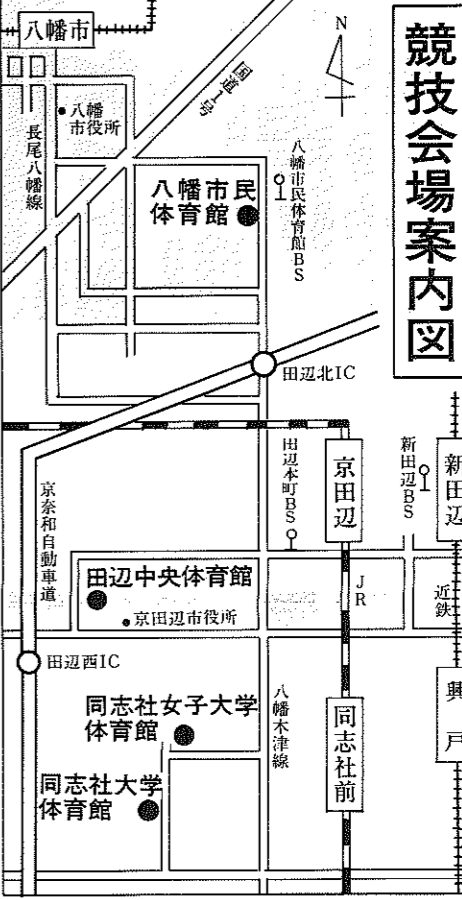 競技会場案内図
八幡市
N
国道1号
八幡
市役所
長尾八幡線
八幡市民
体育館
八幡市民体育館BS
田辺北IC
田辺本町BS
京田辺
新田辺BS
新田辺
京奈和自動車道
田辺中央体育館
京田辺市役所
JR
近鉄
田辺西IC
同志社女子大学
体育館
八幡木津線
同志社前
興戸
同志社大学
体育館